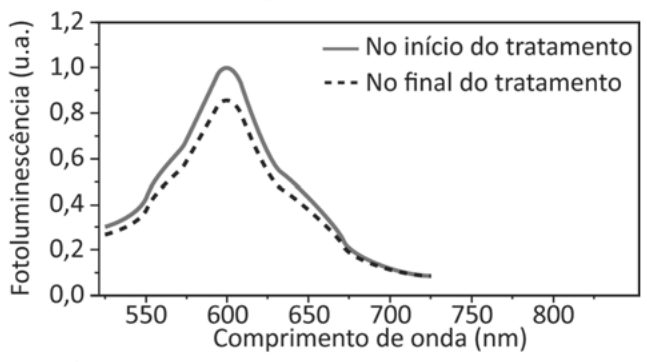 Fotoluminescência (u.a.)
1,2
1,0
0,8
0,6
0,4
0,2
0,0
No início do tratamento
No final do tratamento
550 600 650 700 750 800
Comprimento de onda (nm)